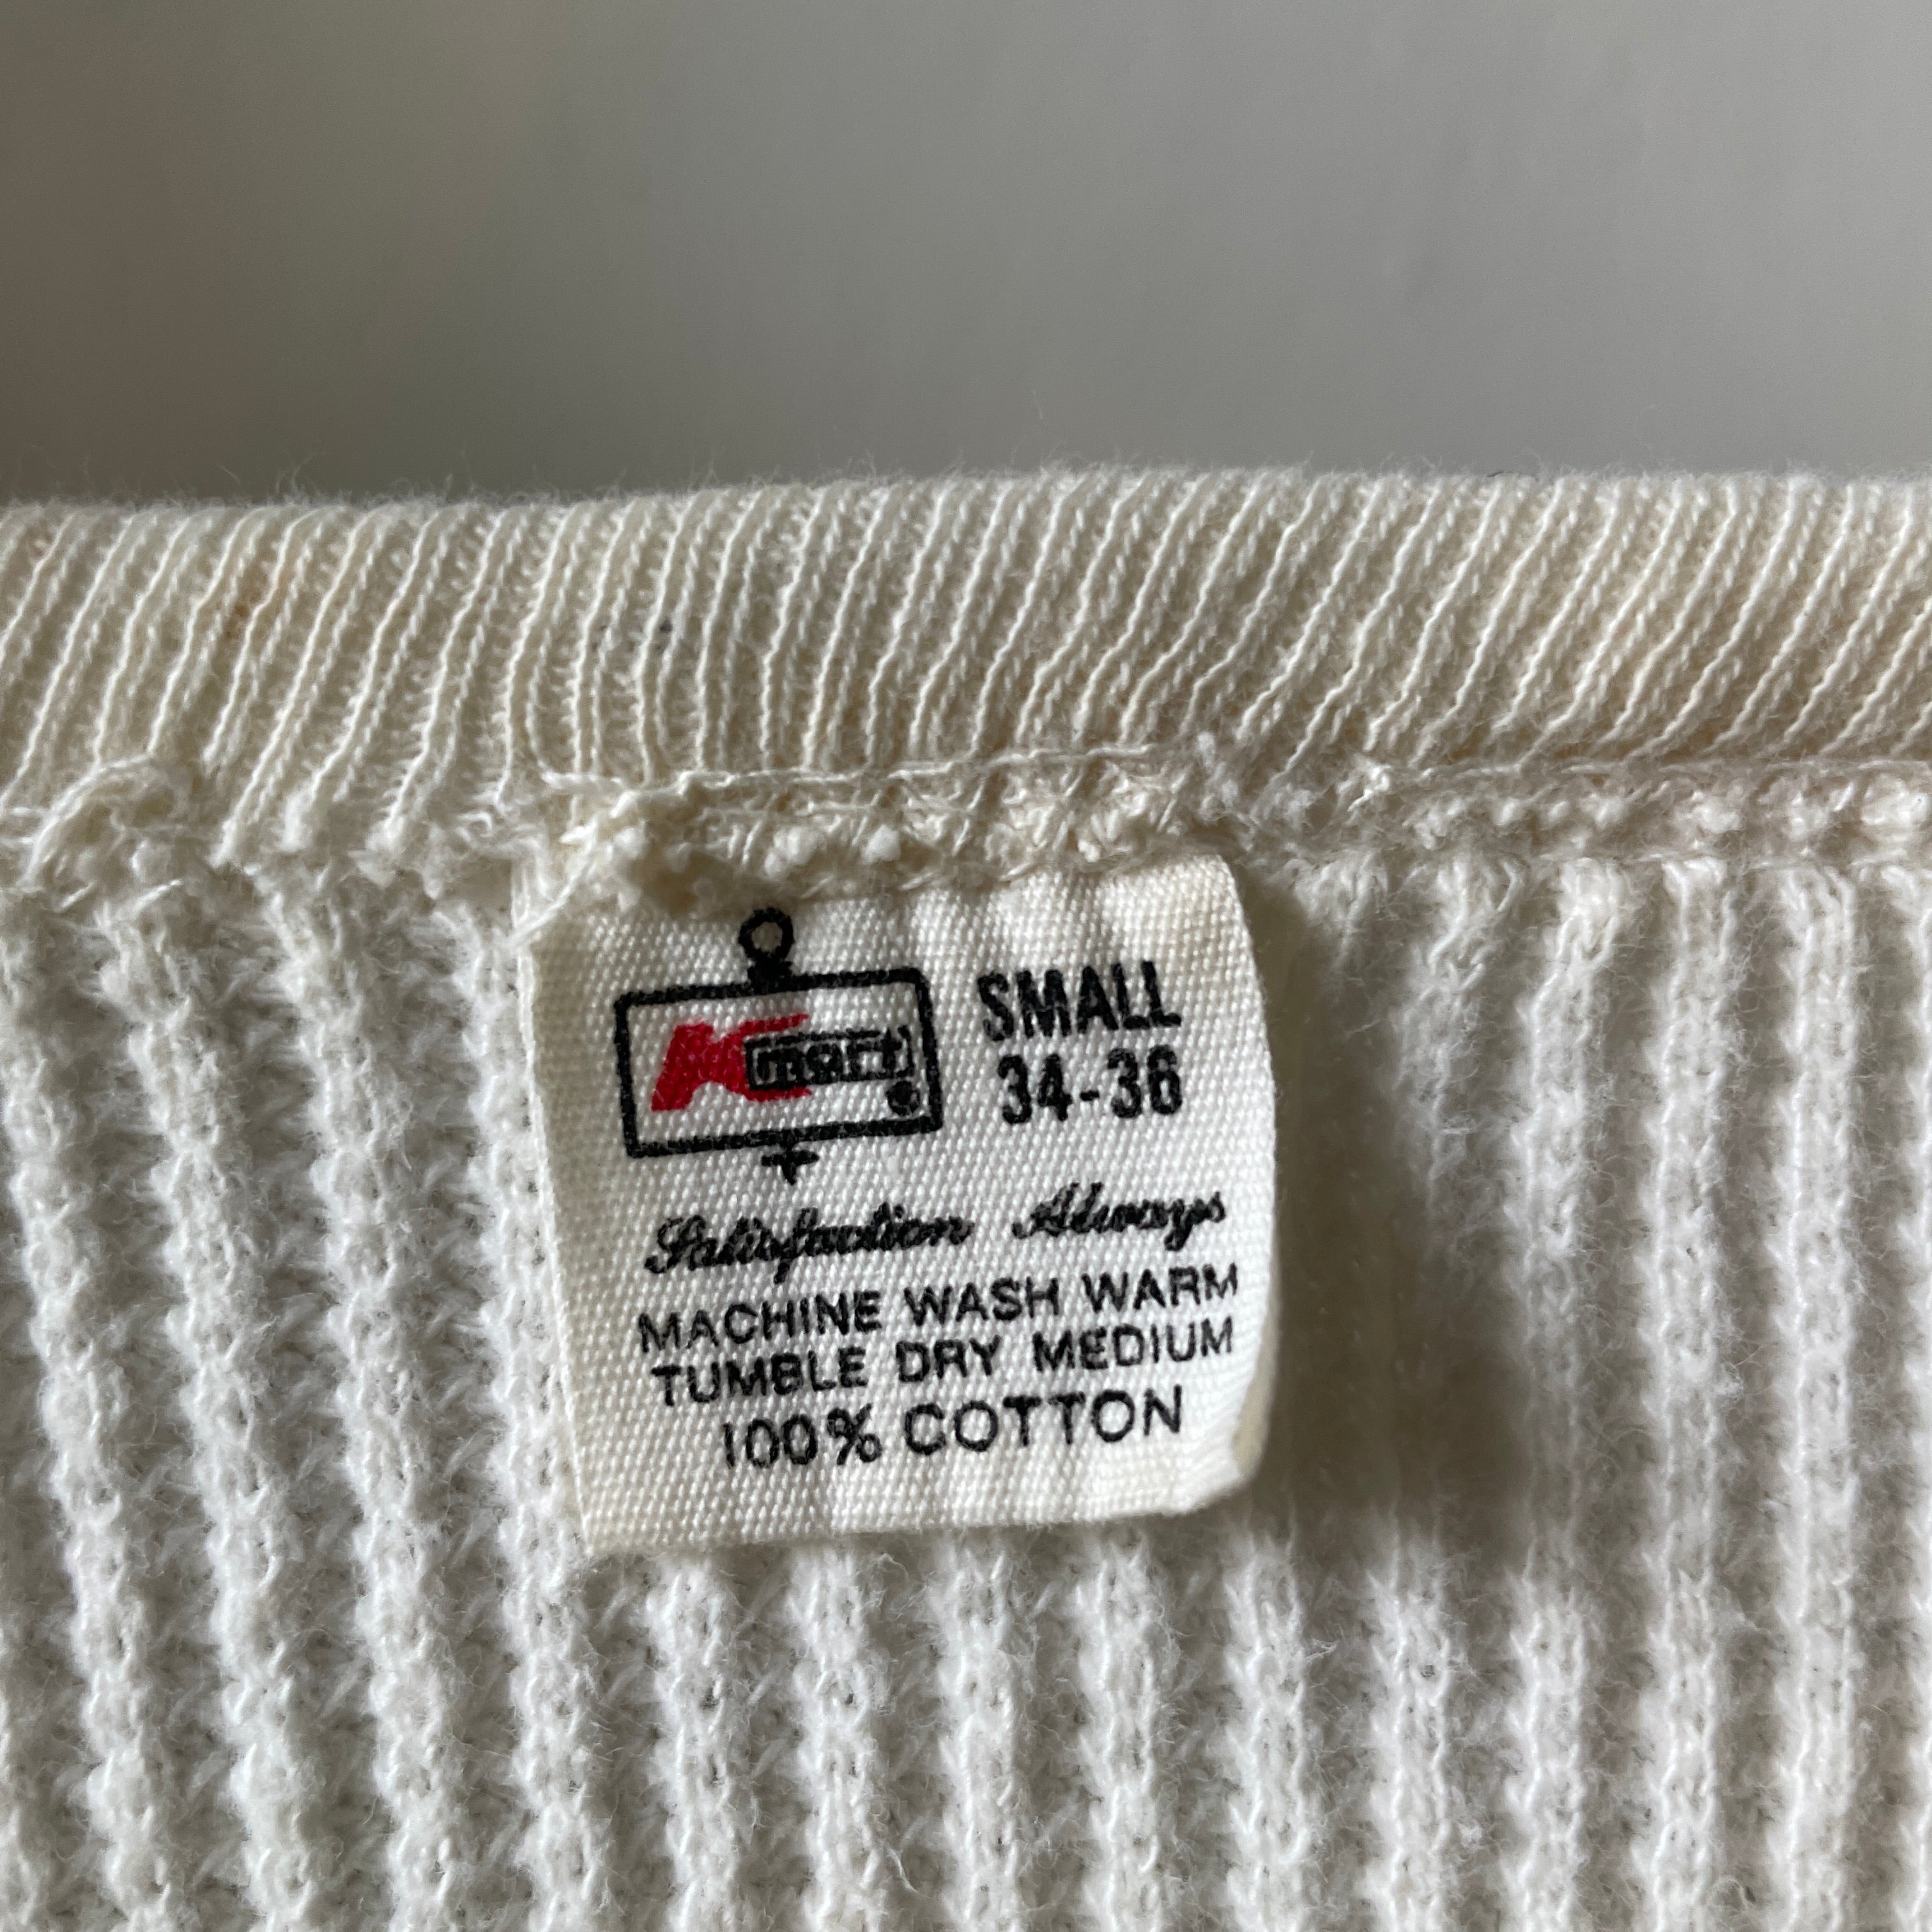 Kmart
SMALL
34-36
Satisfaction Always
MACHINE WASH WARM
TUMBLE DRY MEDIUM
100% COTTON